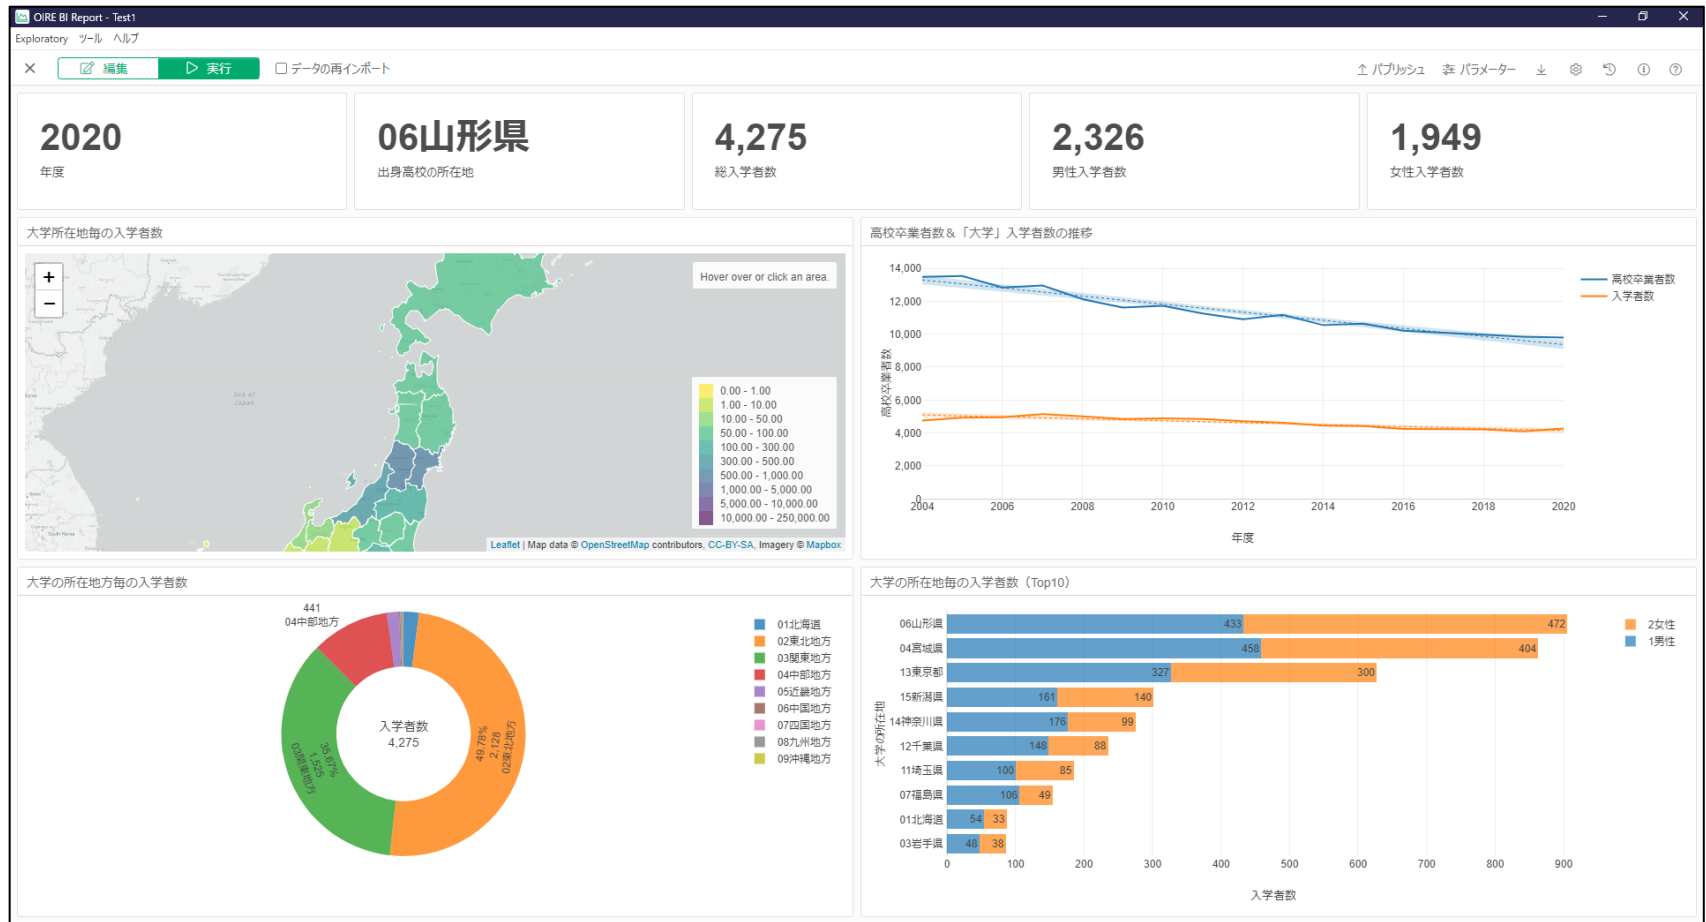 OIRE BI Report - Test1
Exploratory ツール ヘルプ
編集 実行 データの再インポート パブリッシュ パラメーター
2020
年度
06山形県
出身高校の所在地
4,275
総入学者数
2,326
男性入学者数
1,949
女性入学者数
大学所在地毎の入学者数
+
−
Hover over or click an area.
Sea of
Japan
South Korea
0.00 - 1.00
1.00 - 10.00
10.00 - 50.00
50.00 - 100.00
100.00 - 300.00
300.00 - 500.00
500.00 - 1,000.00
1,000.00 - 5,000.00
5,000.00 - 10,000.00
10,000.00 - 250,000.00
Leaflet | Map data © OpenStreetMap contributors, CC-BY-SA, Imagery © Mapbox
高校卒業者数&「大学」入学者数の推移
高校卒業者数
14,000
12,000
10,000
8,000
6,000
4,000
2,000
0
2004 2006 2008 2010 2012 2014 2016 2018 2020
年度
高校卒業者数
入学者数
大学の所在地方毎の入学者数
441
04中部地方
入学者数
4,275
49.78%
2,128
02東北地方
35.67%
1,525
03関東地方
01北海道
02東北地方
03関東地方
04中部地方
05近畿地方
06中国地方
07四国地方
08九州地方
09沖縄地方
大学の所在地毎の入学者数(Top10)
大学の所在地
06山形県 433 472
04宮城県 458 404
13東京都 327 300
15新潟県 161 140
14神奈川県 176 99
12千葉県 148 88
11埼玉県 100 85
07福島県 106 49
01北海道 54 33
03岩手県 48 38
0 100 200 300 400 500 600 700 800 900
入学者数
2女性
1男性